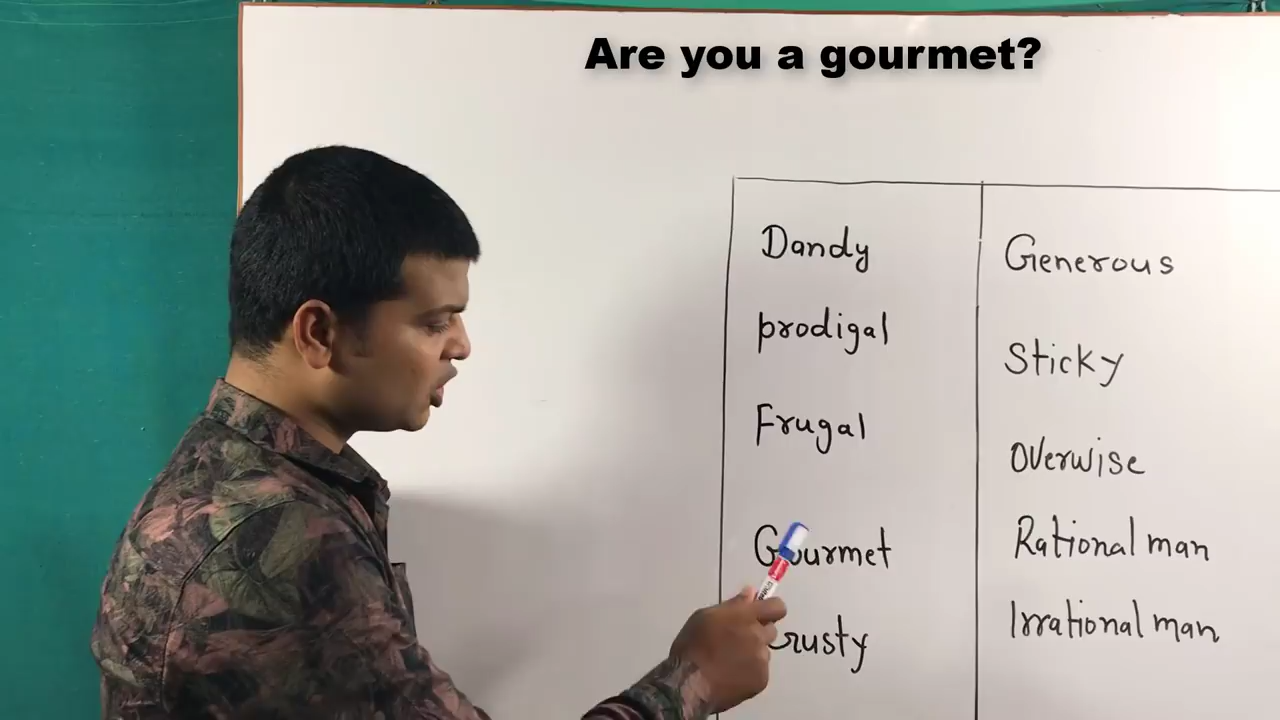 Are you a gourmet?
Dandy
prodigal
Frugal
Gourmet
Crusty
Generous
Sticky
Overwise
Rational man
Irrational man